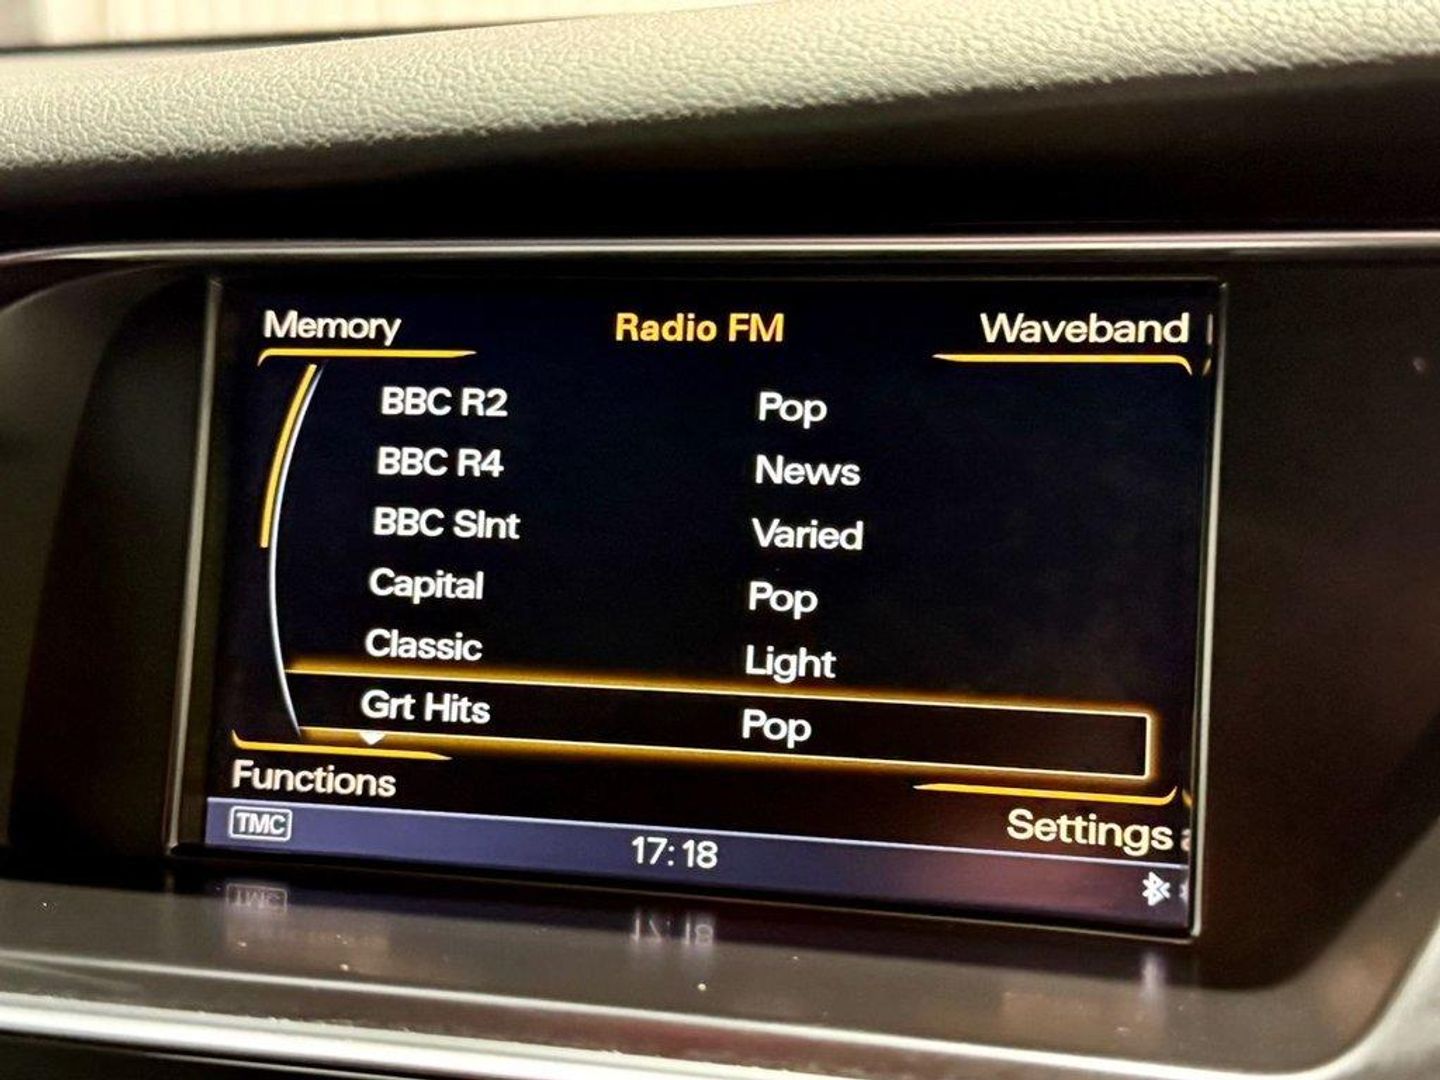 Memory Radio FM Waveband
BBC R2 Pop
BBC R4 News
BBC Slnt Varied
Capital Pop
Classic Light
Grt Hits Pop
Functions Settings
TMC 17:18